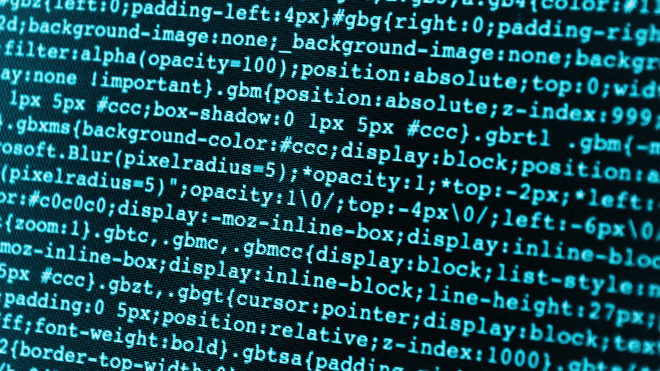 #gbz{left:0;padding-left:4px}#gbg{right:0;padding-righ
2d;background-image:none;_background-image:none;backgr
filter:alpha(opacity=100);position:absolute;top:0;widt
ay:none !important}.gbm{position:absolute;z-index:999;
1px 5px #ccc;box-shadow:0 1px 5px #ccc}.gbrtl .gbm{-m
}.gbxms{background-color:#ccc;display:block;position:a
rosoft.Blur(pixelradius=5);*opacity:1;*top:-2px;*left:
(pixelradius=5)";opacity:1\0/;top:-4px\0/;left:-6px\0/
or:#c0c0c0;display:-moz-inline-box;display:inline-bloc
{zoom:1}.gbtc,.gbmc,.gbmcc{display:block;list-style:n
moz-inline-box;display:inline-block;line-height:27px;
5px #ccc}.gbzt,.gbgt{cursor:pointer;display:block;text
;padding:0 5px;position:relative;z-index:1000}.gbts
ff;font-weight:bold}.gbtsa{padding-
2{border-top-width:0}